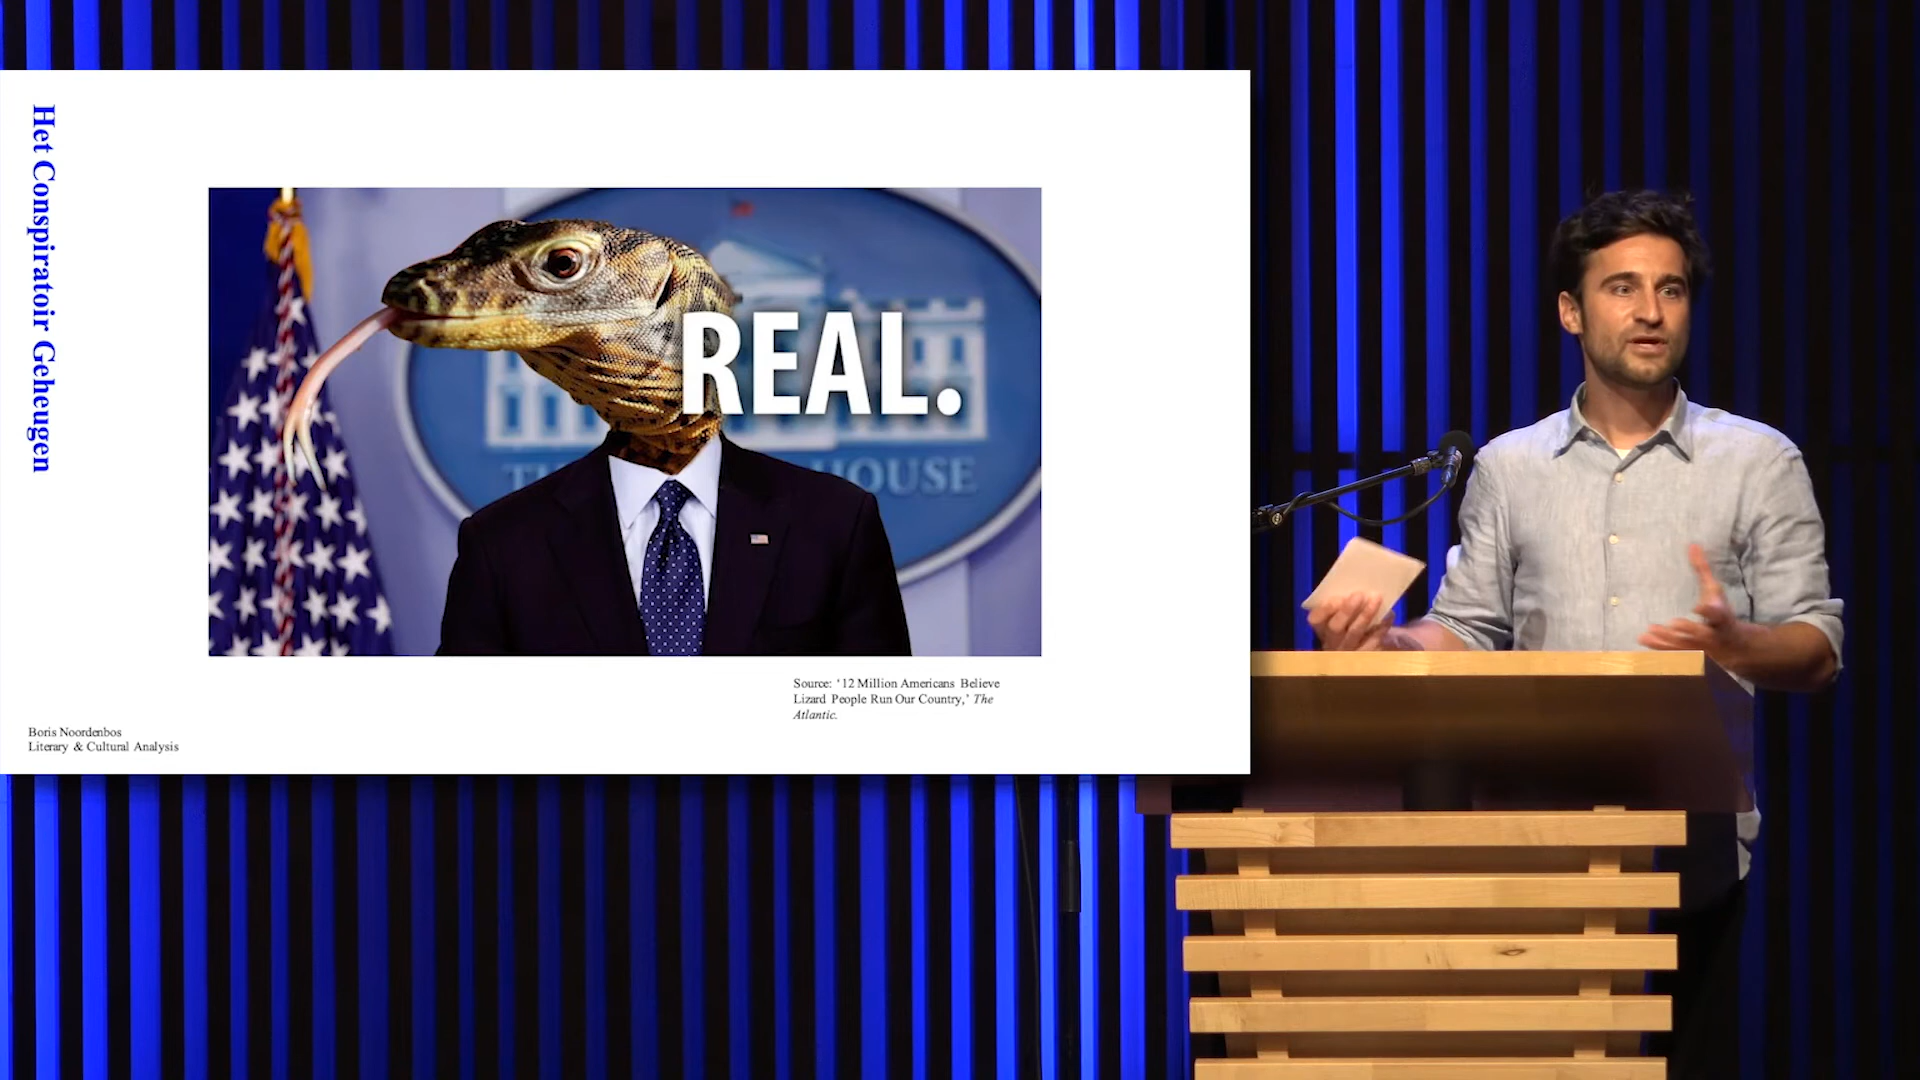 Het Conspiratoir Geheugen
REAL.
HOUSE
Source: ‘12 Million Americans Believe
Lizard People Run Our Country,’ The
Atlantic.
Boris Noordenbos
Literary & Cultural Analysis